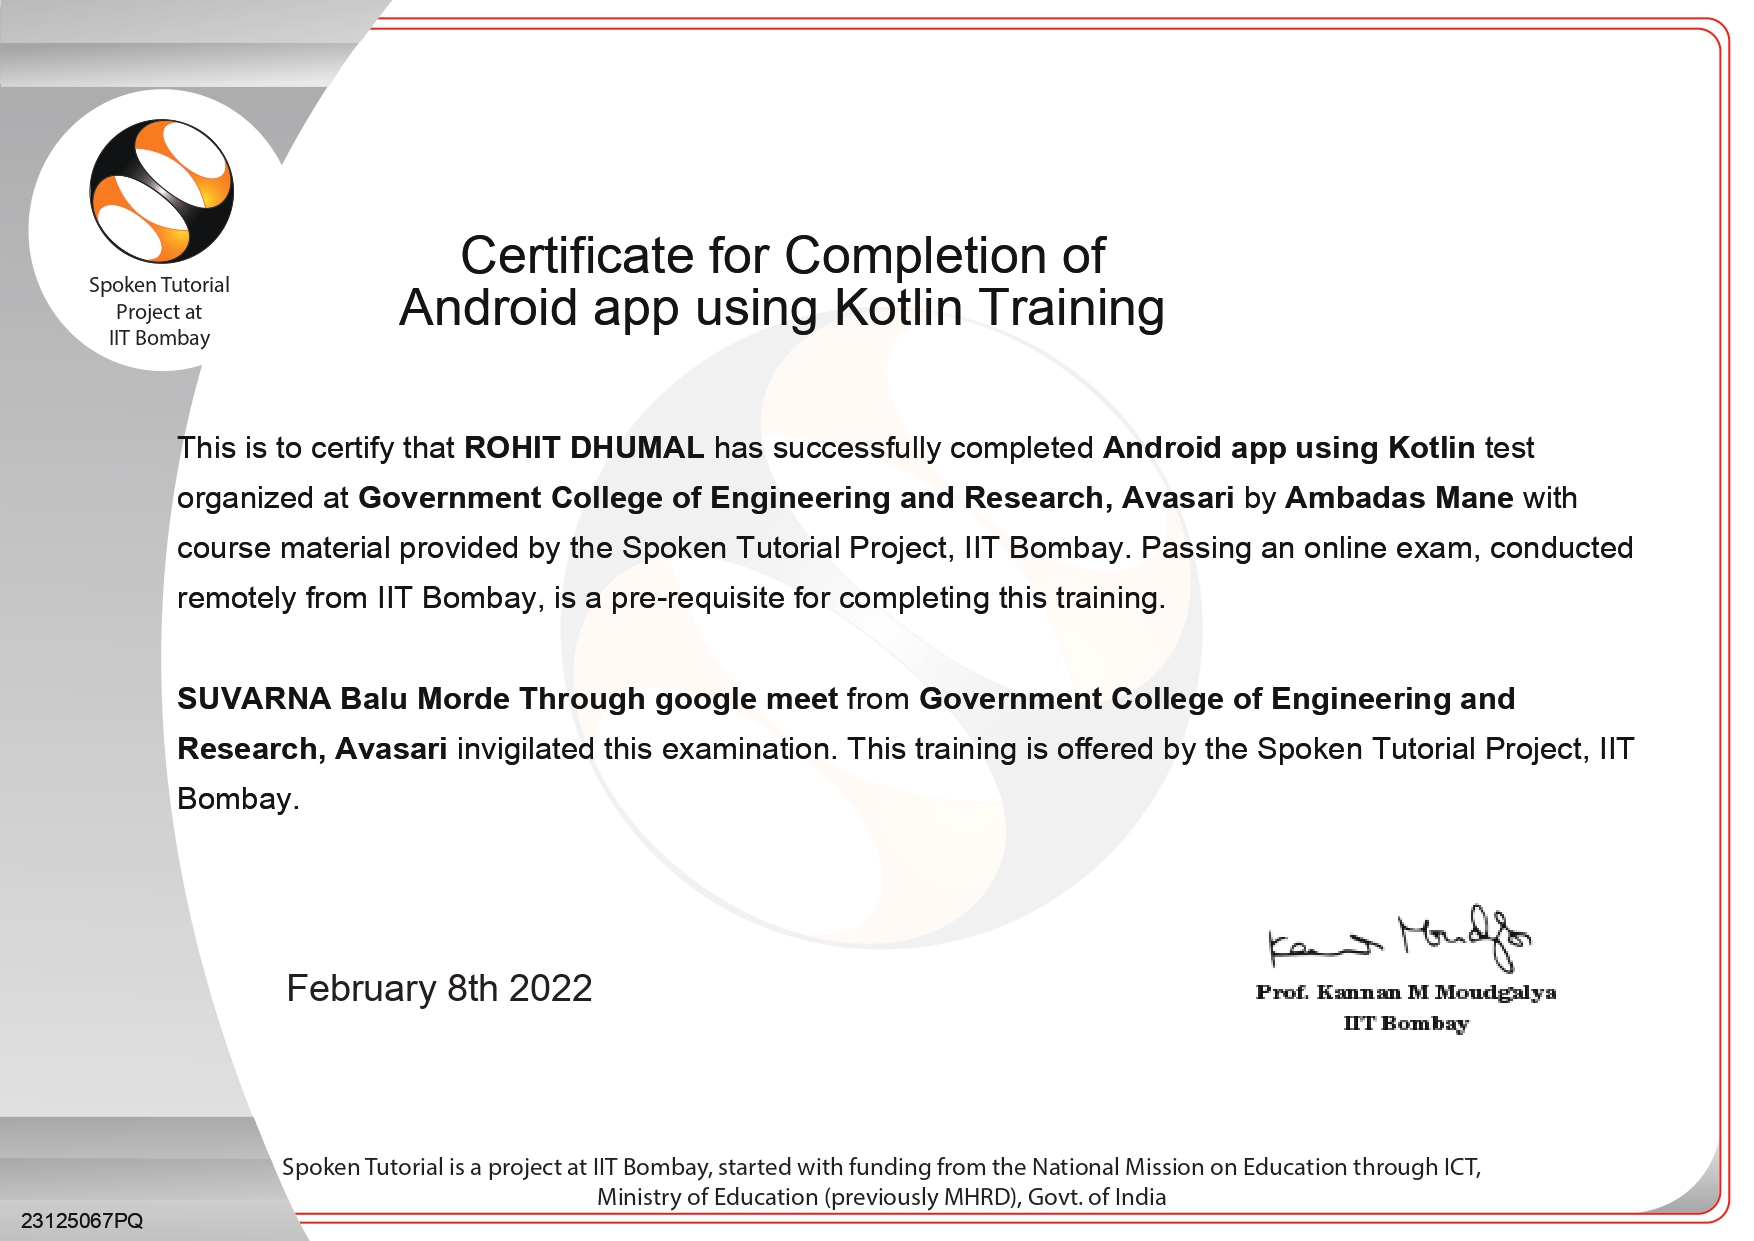 Spoken Tutorial
Project at
IIT Bombay
Certificate for Completion of
Android app using Kotlin Training
This is to certify that ROHIT DHUMAL has successfully completed Android app using Kotlin test
organized at Government College of Engineering and Research, Avasari by Ambadas Mane with
course material provided by the Spoken Tutorial Project, IIT Bombay. Passing an online exam, conducted
remotely from IIT Bombay, is a pre-requisite for completing this training.
SUVARNA Balu Morde Through google meet from Government College of Engineering and
Research, Avasari invigilated this examination. This training is offered by the Spoken Tutorial Project, IIT
Bombay.
February 8th 2022
Prof. Kannan M Moudgalya
IIT Bombay
Spoken Tutorial is a project at IIT Bombay, started with funding from the National Mission on Education through ICT,
Ministry of Education (previously MHRD), Govt. of India
23125067PQ